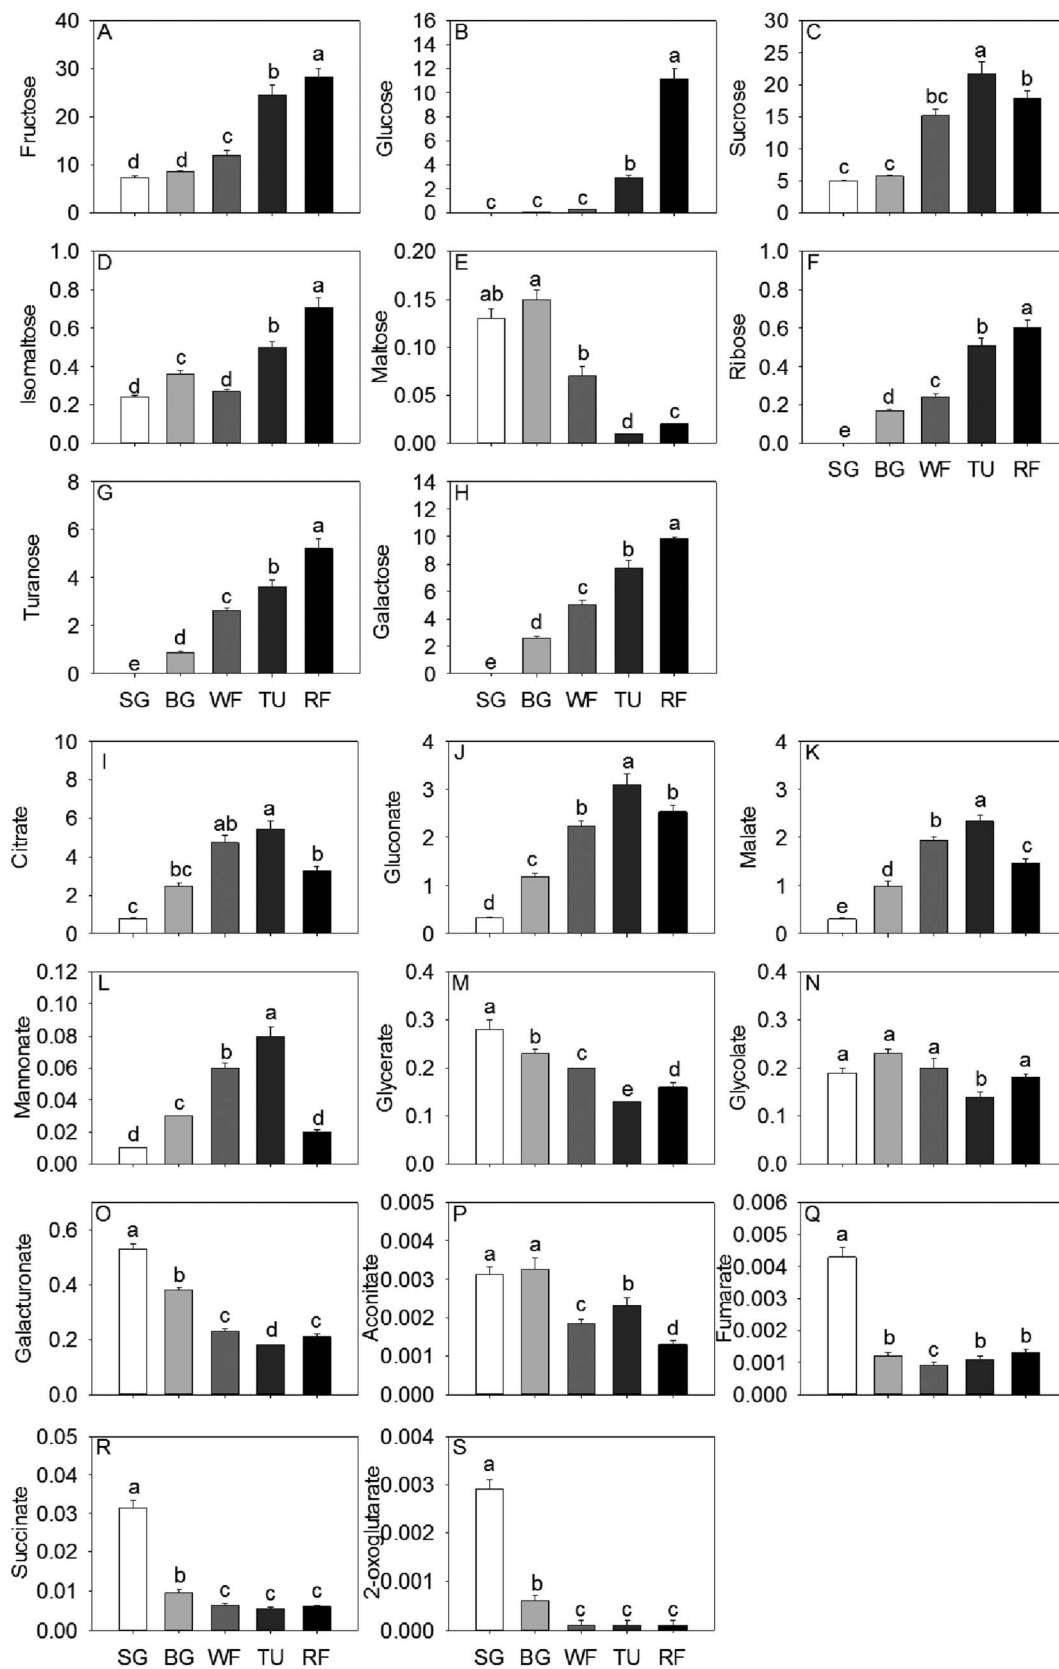 A
Fructose
40
30
20
10
0
d
d
c
b
a
B
Glucose
16
14
12
10
8
6
4
2
0
c
c
c
b
a
C
Sucrose
30
25
20
15
10
5
0
c
c
bc
a
b
D
Isomaltose
1.0
0.8
0.6
0.4
0.2
0.0
d
c
d
b
a
E
Maltose
0.20
0.15
0.10
0.05
0.00
ab
a
b
d
c
F
Ribose
1.0
0.8
0.6
0.4
0.2
0.0
e
d
c
b
a
SG BG WF TU RF
G
Turanose
8
6
4
2
0
e
d
c
b
a
SG BG WF TU RF
H
Galactose
14
12
10
8
6
4
2
0
e
d
c
b
a
SG BG WF TU RF
I
Citrate
10
8
6
4
2
0
c
bc
ab
a
b
J
Gluconate
4
3
2
1
0
d
c
b
a
b
K
Malate
4
3
2
1
0
e
d
b
a
c
L
Mannonate
0.12
0.10
0.08
0.06
0.04
0.02
0.00
d
c
b
a
d
M
Glycerate
0.4
0.3
0.2
0.1
0.0
a
b
c
e
d
N
Glycolate
0.4
0.3
0.2
0.1
0.0
a
a
a
b
a
O
Galacturonate
0.6
0.4
0.2
0.0
a
b
c
d
c
P
Aconitate
0.005
0.004
0.003
0.002
0.001
0.000
a
a
c
b
d
Q
Fumarate
0.006
0.005
0.004
0.003
0.002
0.001
0.000
a
b
c
b
b
R
Succinate
0.05
0.04
0.03
0.02
0.01
0.00
a
b
c
c
c
SG BG WF TU RF
S
2-oxoglutarate
0.004
0.003
0.002
0.001
0.000
a
b
c
c
c
SG BG WF TU RF